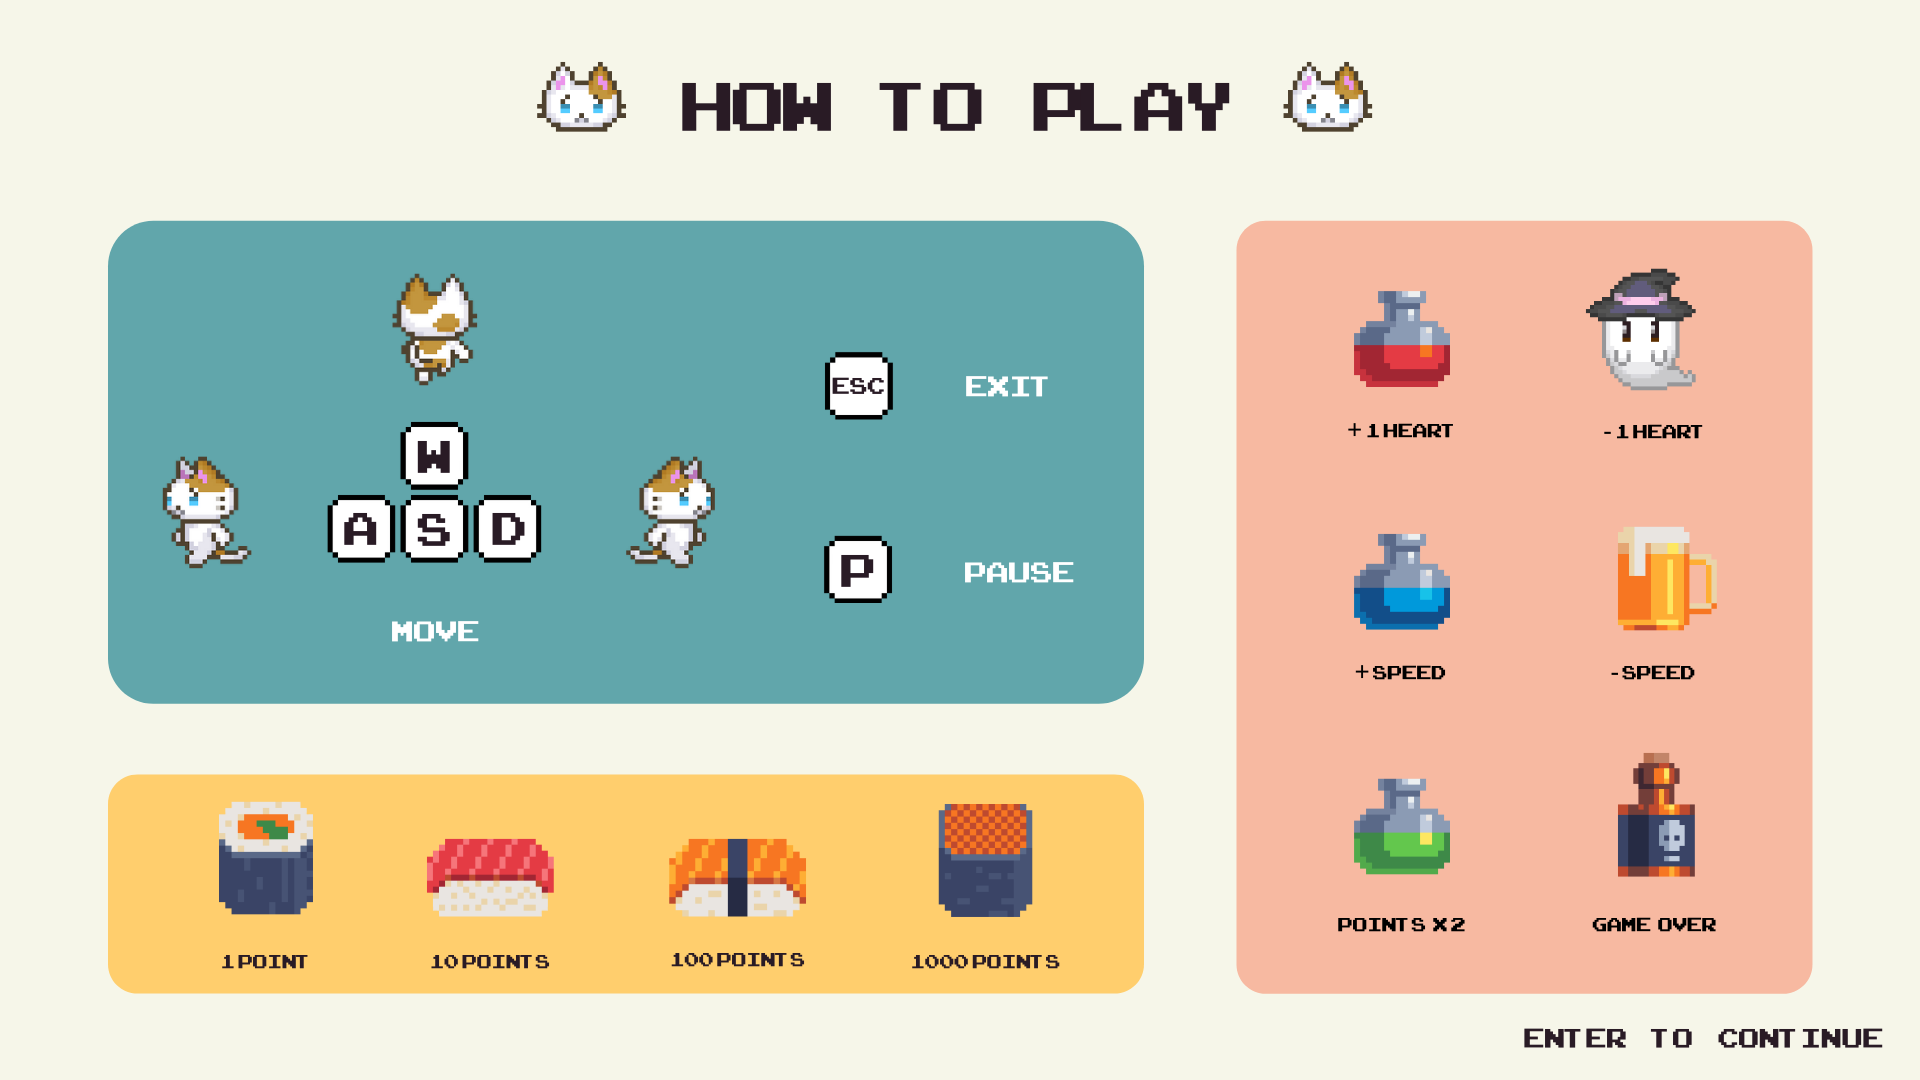 HOW TO PLAY
W
A S D
MOVE
ESC EXIT
P PAUSE
1 POINT
10 POINTS
100 POINTS
1000 POINTS
+1 HEART
-1 HEART
+SPEED
-SPEED
POINTS X2
GAME OVER
ENTER TO CONTINUE